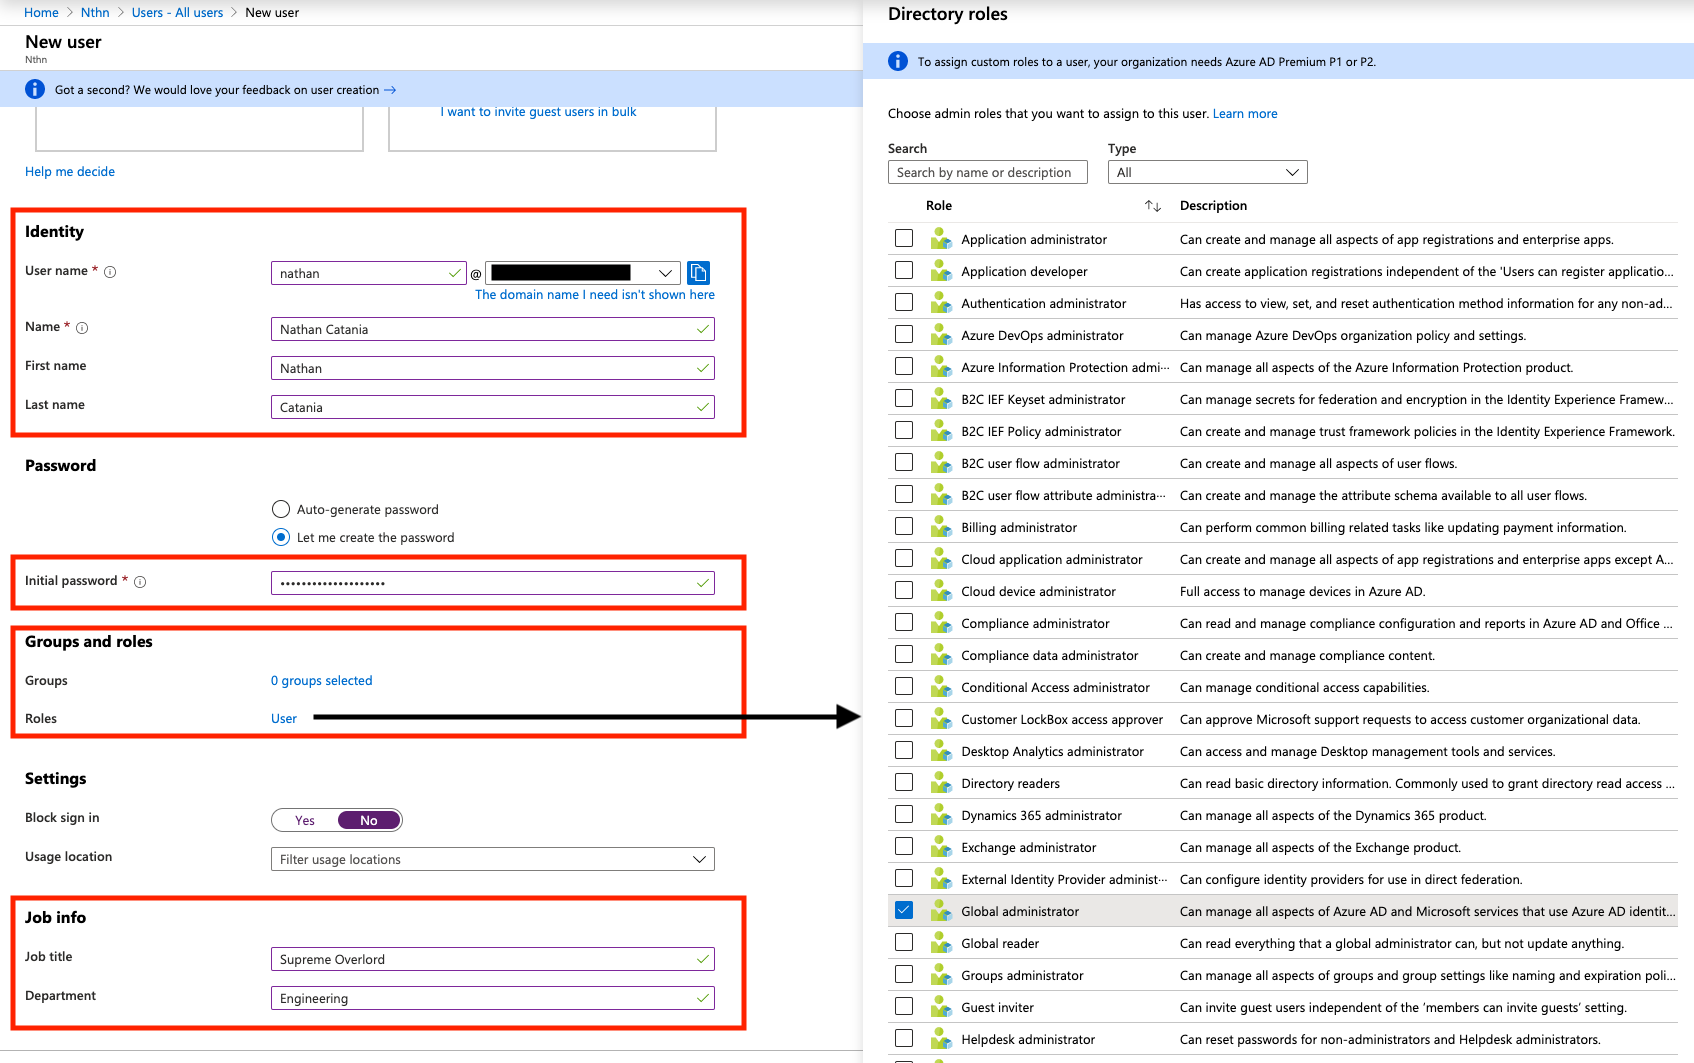 Home > Nthn > Users - All users > New user
New user
Nthn
Got a second? We would love your feedback on user creation →
I want to invite guest users in bulk
Help me decide
Identity
User name *
nathan
@
The domain name I need isn't shown here
Name *
Nathan Catania
First name
Nathan
Last name
Catania
Password
Auto-generate password
Let me create the password
Initial password *
Groups and roles
Groups
0 groups selected
Roles
User
Settings
Block sign in
Yes No
Usage location
Filter usage locations
Job info
Job title
Supreme Overlord
Department
Engineering
Directory roles
To assign custom roles to a user, your organization needs Azure AD Premium P1 or P2.
Choose admin roles that you want to assign to this user. Learn more
Search Type
Search by name or description All
Role Description
Application administrator Can create and manage all aspects of app registrations and enterprise apps.
Application developer Can create application registrations independent of the 'Users can register applicatio...
Authentication administrator Has access to view, set, and reset authentication method information for any non-ad...
Azure DevOps administrator Can manage Azure DevOps organization policy and settings.
Azure Information Protection admi... Can manage all aspects of the Azure Information Protection product.
B2C IEF Keyset administrator Can manage secrets for federation and encryption in the Identity Experience Framew...
B2C IEF Policy administrator Can create and manage trust framework policies in the Identity Experience Framework.
B2C user flow administrator Can create and manage all aspects of user flows.
B2C user flow attribute administra... Can create and manage the attribute schema available to all user flows.
Billing administrator Can perform common billing related tasks like updating payment information.
Cloud application administrator Can create and manage all aspects of app registrations and enterprise apps except A...
Cloud device administrator Full access to manage devices in Azure AD.
Compliance administrator Can read and manage compliance configuration and reports in Azure AD and Office ...
Compliance data administrator Can create and manage compliance content.
Conditional Access administrator Can manage conditional access capabilities.
Customer LockBox access approver Can approve Microsoft support requests to access customer organizational data.
Desktop Analytics administrator Can access and manage Desktop management tools and services.
Directory readers Can read basic directory information. Commonly used to grant directory read access ...
Dynamics 365 administrator Can manage all aspects of the Dynamics 365 product.
Exchange administrator Can manage all aspects of the Exchange product.
External Identity Provider administ... Can configure identity providers for use in direct federation.
Global administrator Can manage all aspects of Azure AD and Microsoft services that use Azure AD identit...
Global reader Can read everything that a global administrator can, but not update anything.
Groups administrator Can manage all aspects of groups and group settings like naming and expiration poli...
Guest inviter Can invite guest users independent of the 'members can invite guests' setting.
Helpdesk administrator Can reset passwords for non-administrators and Helpdesk administrators.